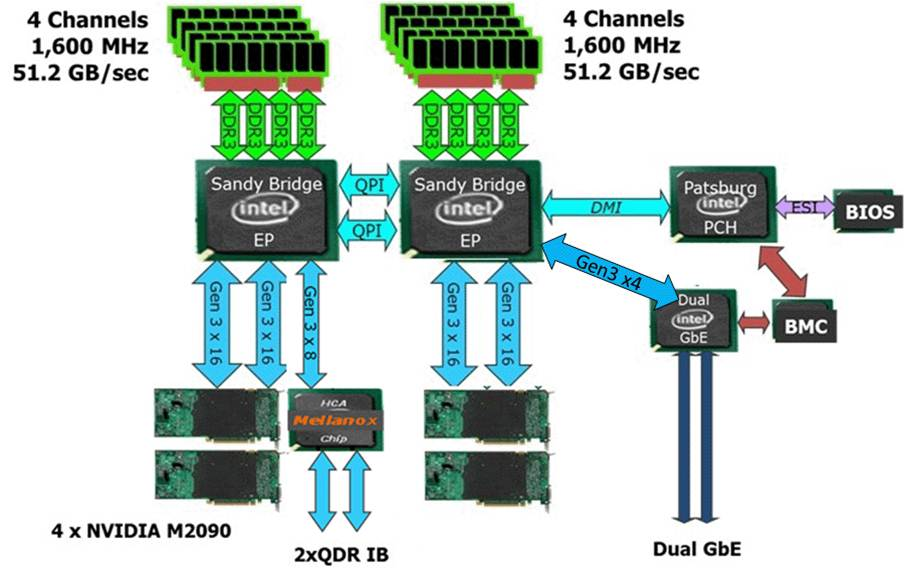 4 Channels
1,600 MHz
51.2 GB/sec
4 Channels
1,600 MHz
51.2 GB/sec
DDR3
DDR3
DDR3
DDR3
DDR3
DDR3
DDR3
DDR3
Sandy Bridge
intel
EP
QPI
QPI
Sandy Bridge
intel
EP
DMI
Patsburg
intel
PCH
ESI
BIOS
Gen3 x4
Dual
intel
GbE
BMC
Gen 3 x 16
Gen 3 x 16
Gen 3 x 8
Gen 3 x 16
Gen 3 x 16
HCA
Mellanox
Chip
4 x NVIDIA M2090
2xQDR IB
Dual GbE